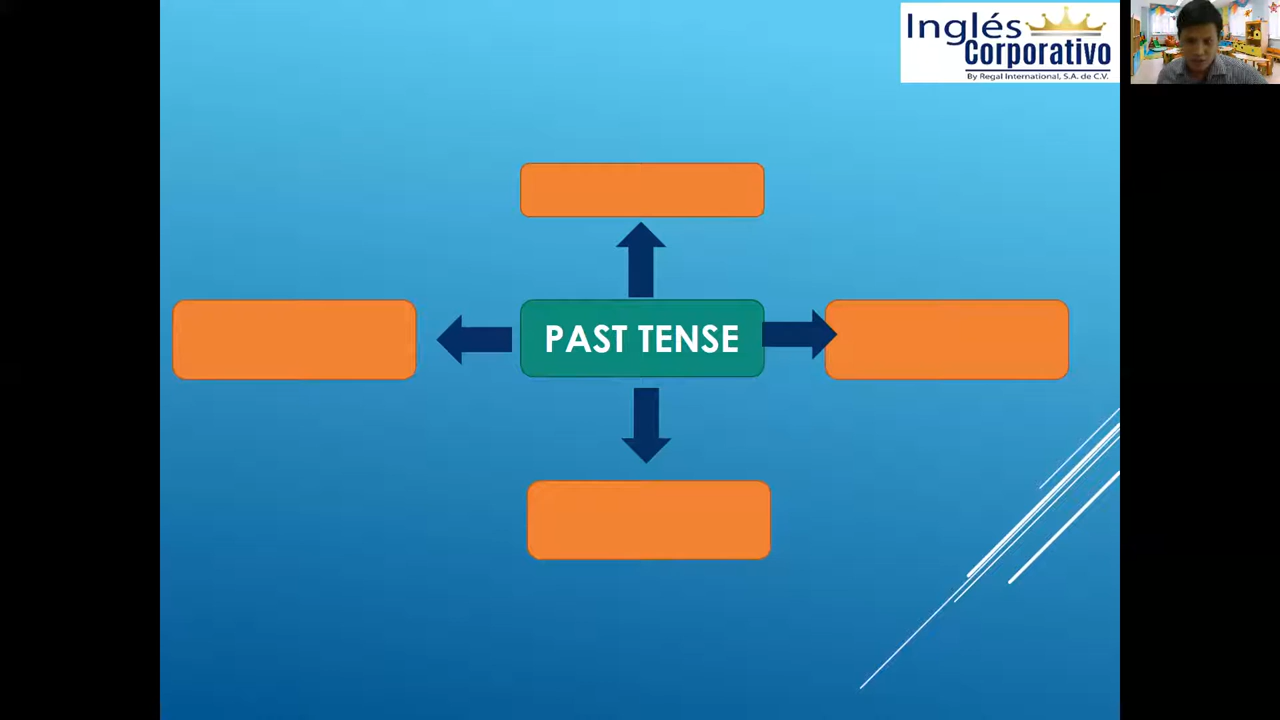 Inglés
Corporativo
By Regal International, S.A. de C.V.
PAST TENSE